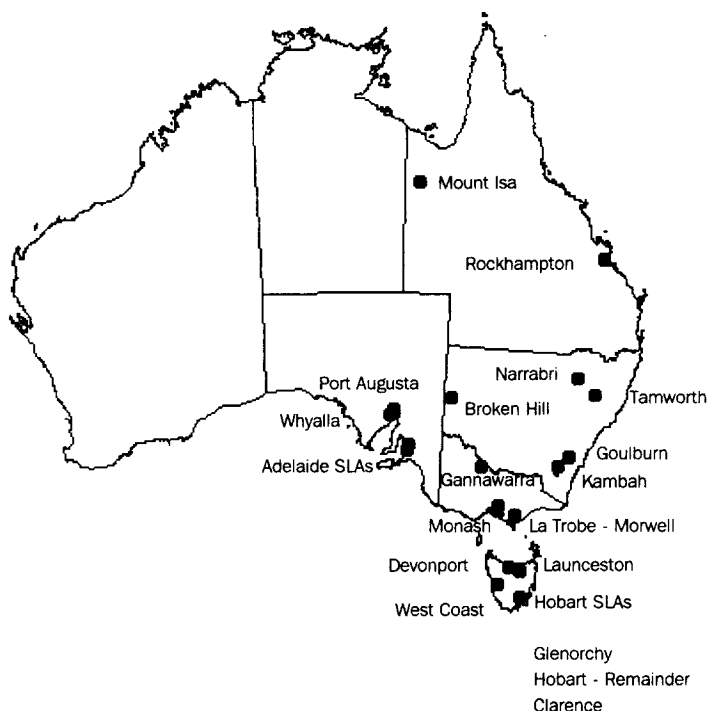 Mount Isa
Rockhampton
Narrabri
Port Augusta
Tamworth
Broken Hill
Whyalla
Goulburn
Adelaide SLAs
Gannawarra
Kambah
Monash
La Trobe - Morwell
Devonport
Launceston
West Coast
Hobart SLAs
Glenorchy
Hobart - Remainder
Clarence